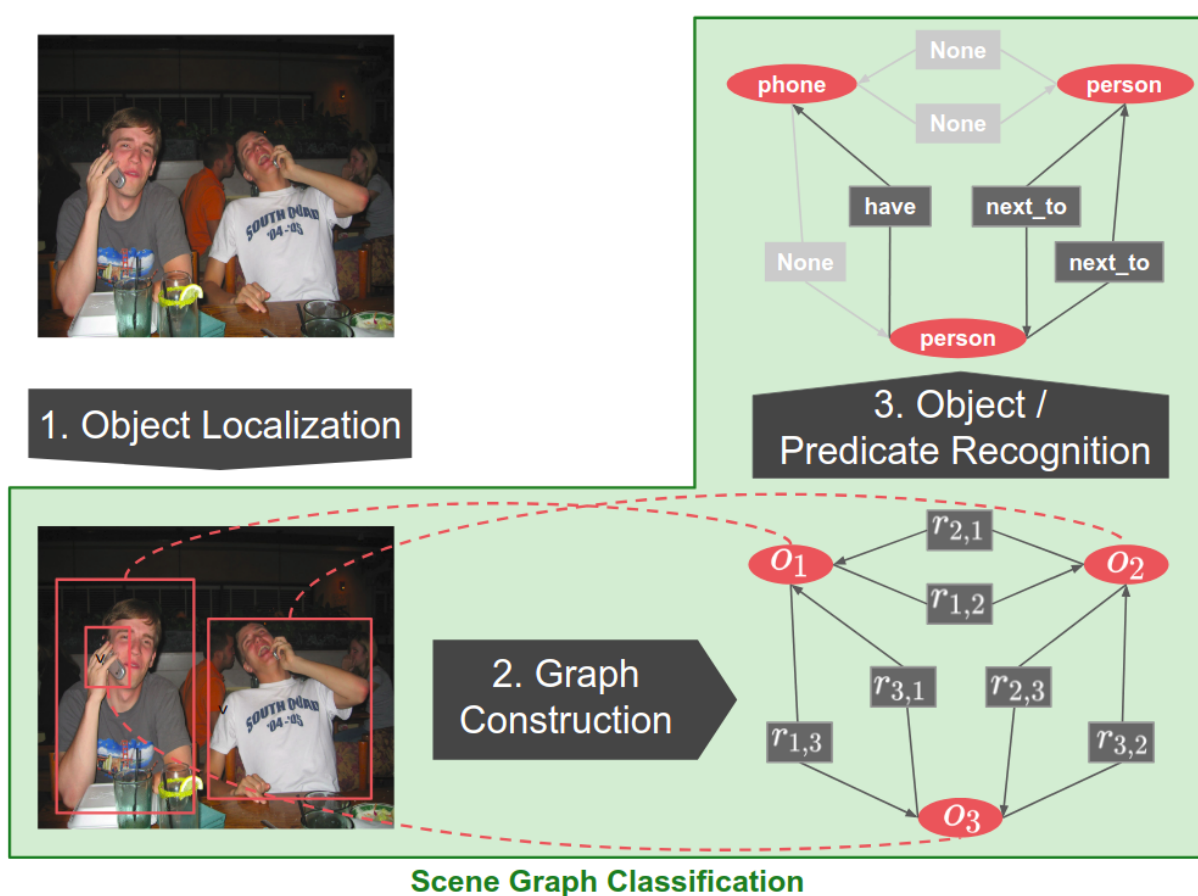 None
phone
person
None
have
next_to
None
next_to
person
SOUTH QUAD
'04-'05
1. Object Localization
3. Object /
Predicate Recognition
r2,1
o1
o2
r1,2
2. Graph
Construction
r3,1
r2,3
r1,3
r3,2
o3
SOUTH QUAD
'04-'05
Scene Graph Classification